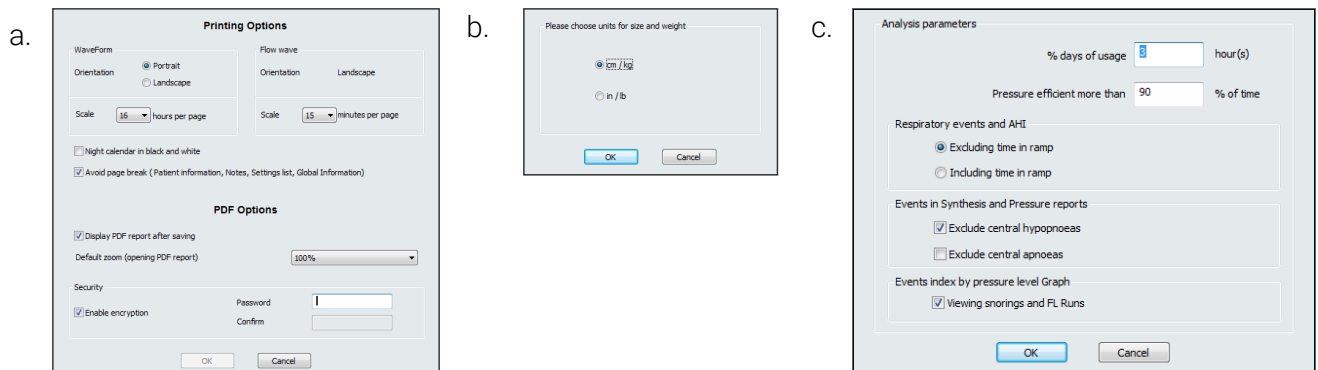 a.
Printing Options
WaveForm
Orientation
Portrait
Landscape
Scale 16 hours per page
Flow wave
Orientation Landscape
Scale 15 minutes per page
Night calendar in black and white
Avoid page break ( Patient information, Notes, Settings list, Global Information)
PDF Options
Display PDF report after saving
Default zoom (opening PDF report) 100%
Security
Enable encryption
Password
Confirm
OK Cancel
b.
Please choose units for size and weight
cm / kg
in / lb
OK Cancel
c.
Analysis parameters
% days of usage 3 hour(s)
Pressure efficient more than 90 % of time
Respiratory events and AHI
Excluding time in ramp
Including time in ramp
Events in Synthesis and Pressure reports
Exclude central hypopnoeas
Exclude central apnoeas
Events index by pressure level Graph
Viewing snorings and FL Runs
OK Cancel